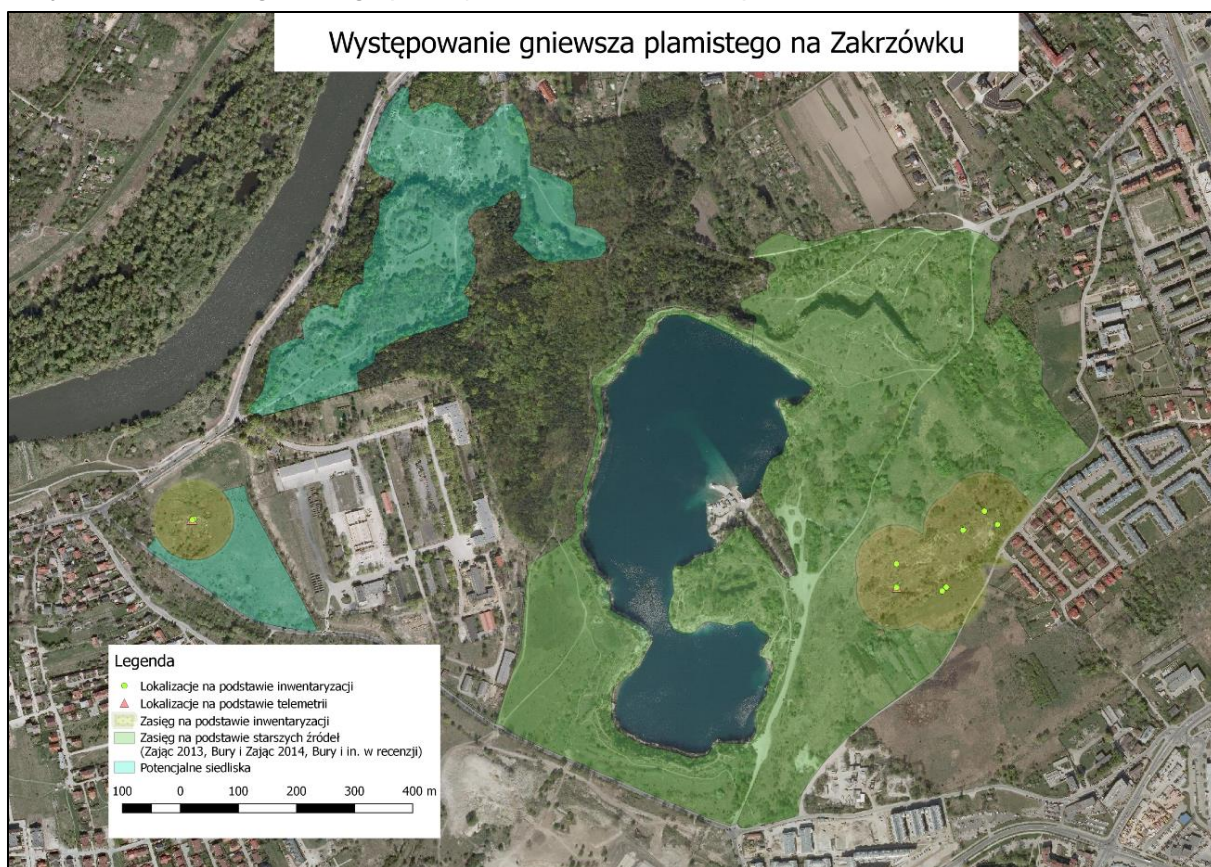 Występowanie gniewsza plamistego na Zakrzówku
Legenda
Lokalizacje na podstawie inwentaryzacji
Lokalizacje na podstawie telemetrii
Zasięg na podstawie inwentaryzacji
Zasięg na podstawie starszych źródeł
(Zając 2013, Bury i Zając 2014, Bury i in. w recenzji)
Potencjalne siedliska
100 0 100 200 300 400 m